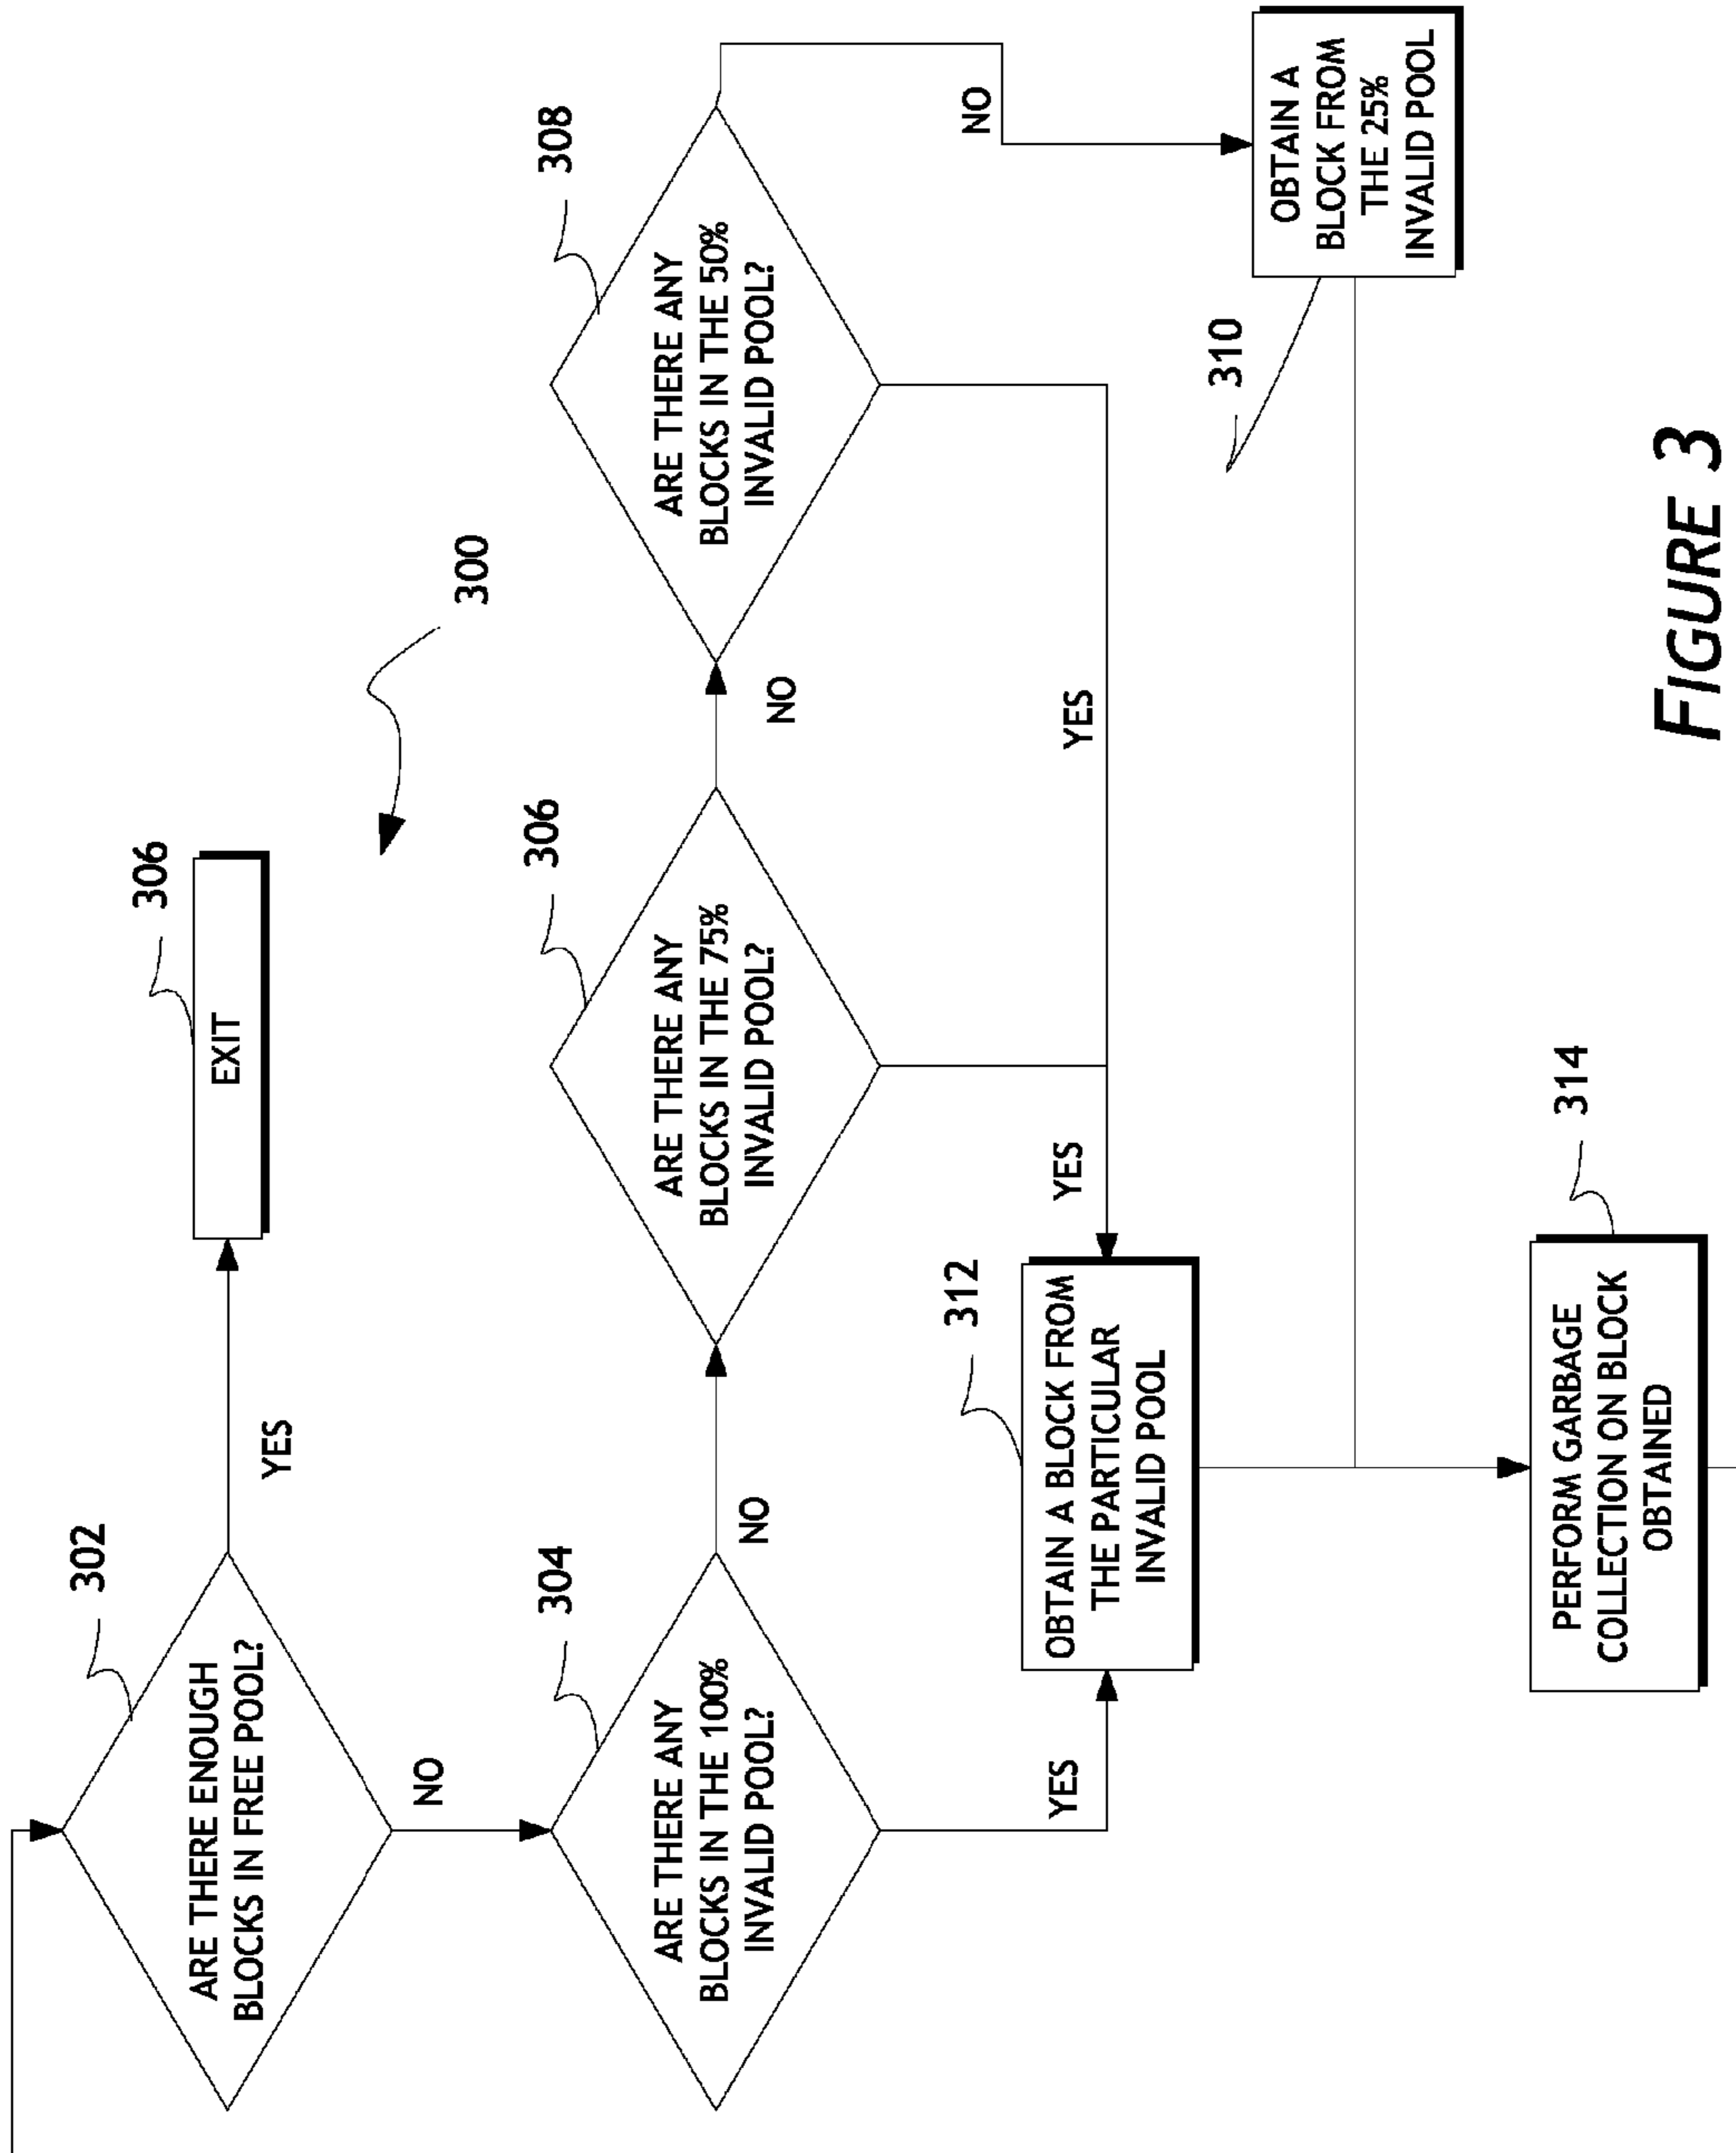 302
ARE THERE ENOUGH
BLOCKS IN FREE POOL?
YES
306
EXIT
NO
300
304
ARE THERE ANY
BLOCKS IN THE 100%
INVALID POOL?
NO
306
ARE THERE ANY
BLOCKS IN THE 75%
INVALID POOL?
NO
308
ARE THERE ANY
BLOCKS IN THE 50%
INVALID POOL?
NO
YES
YES
YES
312
OBTAIN A BLOCK FROM
THE PARTICULAR
INVALID POOL
310
OBTAIN A
BLOCK FROM
THE 25%
INVALID POOL
314
PERFORM GARBAGE
COLLECTION ON BLOCK
OBTAINED
FIGURE 3